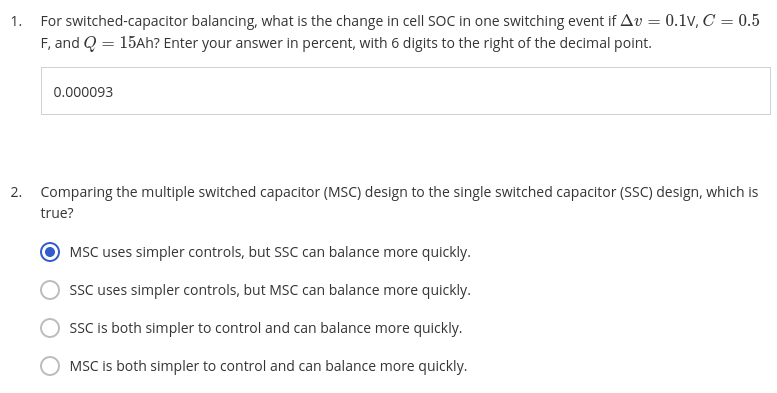 1. For switched-capacitor balancing, what is the change in cell SOC in one switching event if Δv = 0.1V, C = 0.5
F, and Q = 15Ah? Enter your answer in percent, with 6 digits to the right of the decimal point.
0.000093
2. Comparing the multiple switched capacitor (MSC) design to the single switched capacitor (SSC) design, which is
true?
MSC uses simpler controls, but SSC can balance more quickly.
SSC uses simpler controls, but MSC can balance more quickly.
SSC is both simpler to control and can balance more quickly.
MSC is both simpler to control and can balance more quickly.